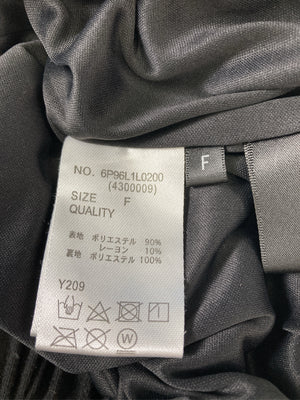 NO. 6P96L1L0200
(4300009)
SIZE F
QUALITY
表地 ポリエステル 90%
レーヨン 10%
裏地 ポリエステル 100%
Y209
W
F